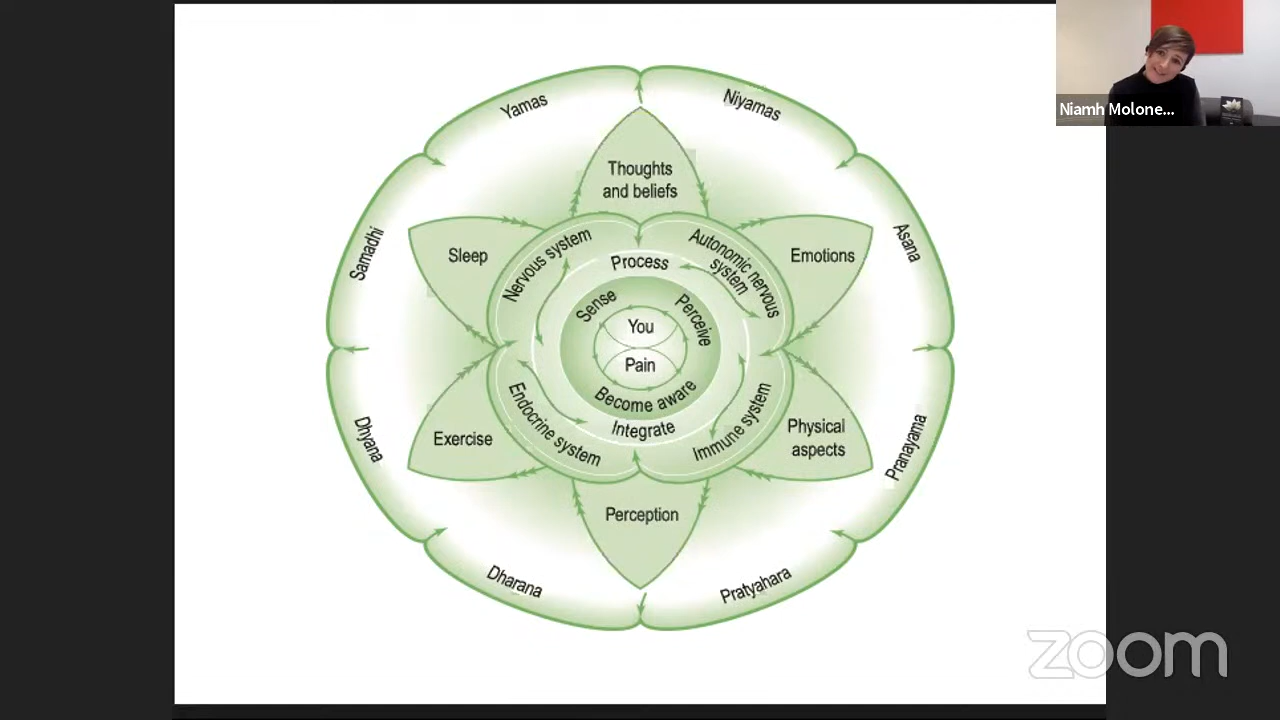 Niamh Molone...
Yamas
Niyamas
Thoughts
and beliefs
Samadhi
Sleep
Nervous system
Autonomic nervous
system
Emotions
Asana
Process
Sense
Perceive
You
Pain
Become aware
Integrate
Dhyana
Exercise
Endocrine system
Immune system
Physical
aspects
Pranayama
Perception
Dharana
Pratyahara
zoom